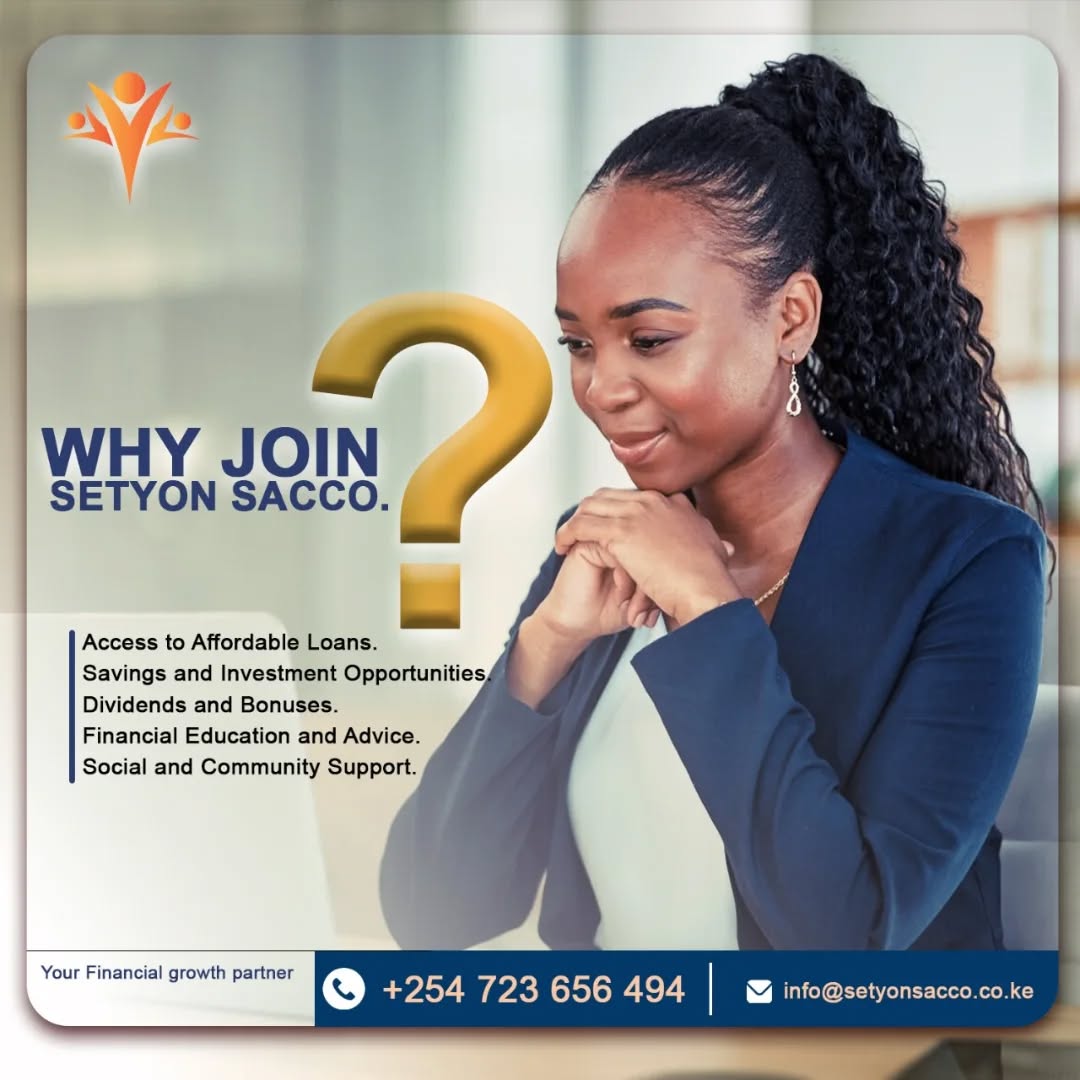 WHY JOIN
SETYON SACCO.
?
Access to Affordable Loans.
Savings and Investment Opportunities.
Dividends and Bonuses.
Financial Education and Advice.
Social and Community Support.
Your Financial growth partner
+254 723 656 494
info@setyonsacco.co.ke